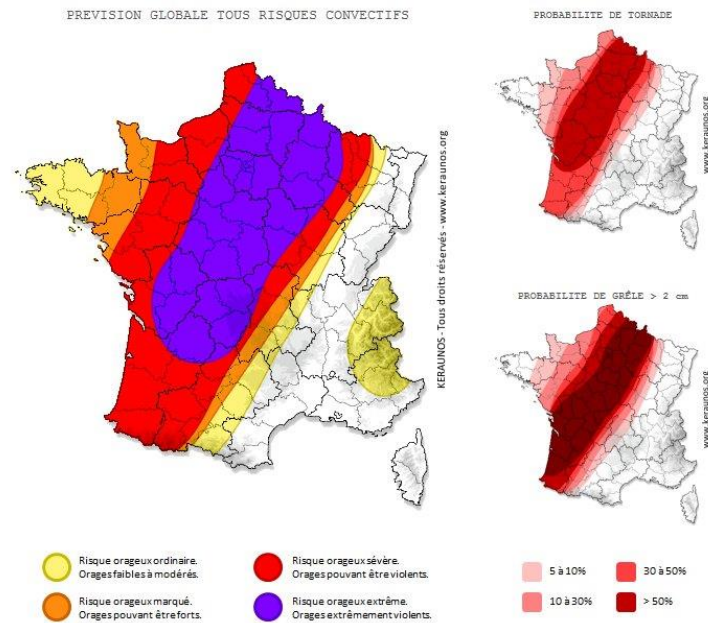 PREVISION GLOBALE TOUS RISQUES CONVECTIFS
KERAUNOS - Tous droits réservés - www.keraunos.org
Risque orageux ordinaire.
Orages faibles à modérés.
Risque orageux marqué.
Orages pouvant être forts.
Risque orageux sévère.
Orages pouvant être violents.
Risque orageux extrême.
Orages extrêmement violents.
PROBABILITE DE TORNADE
www.keraunos.org
PROBABILITE DE GRÊLE > 2 cm
www.keraunos.org
5 à 10%
10 à 30%
30 à 50%
> 50%